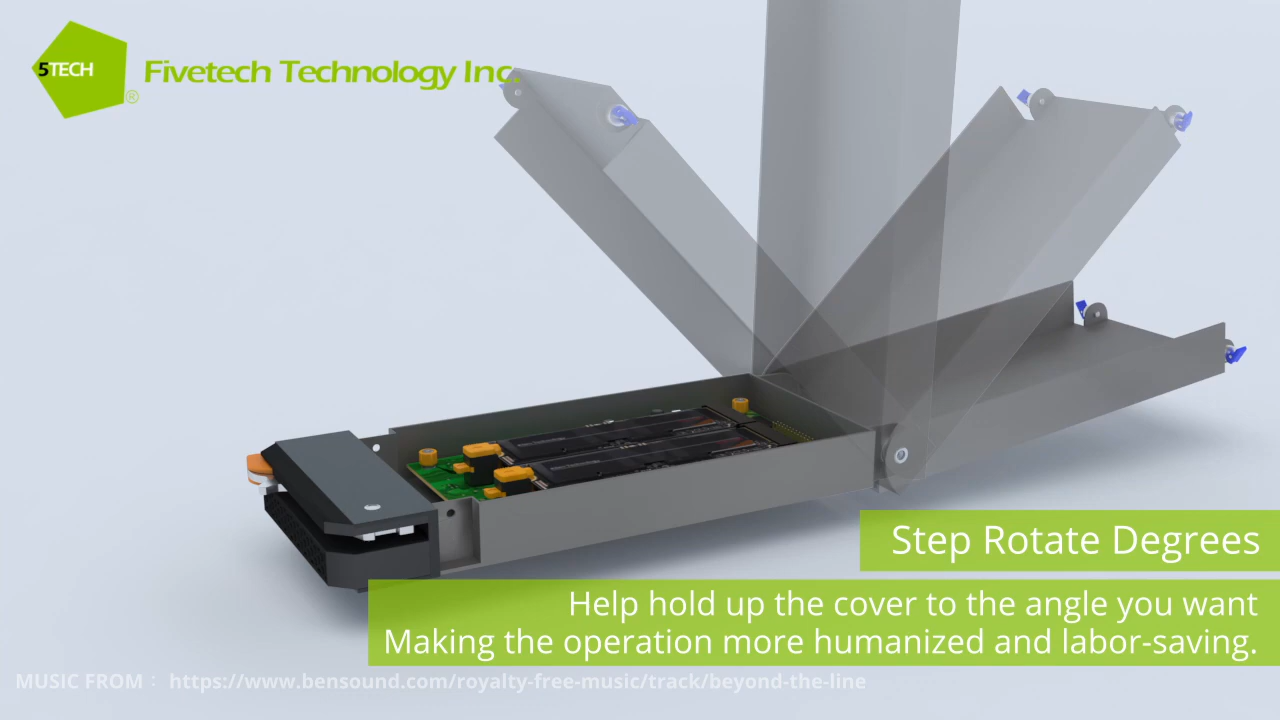 5TECH
®
Fivetech Technology Inc.
Step Rotate Degrees
Help hold up the cover to the angle you want
Making the operation more humanized and labor-saving.
MUSIC FROM： https://www.bensound.com/royalty-free-music/track/beyond-the-line